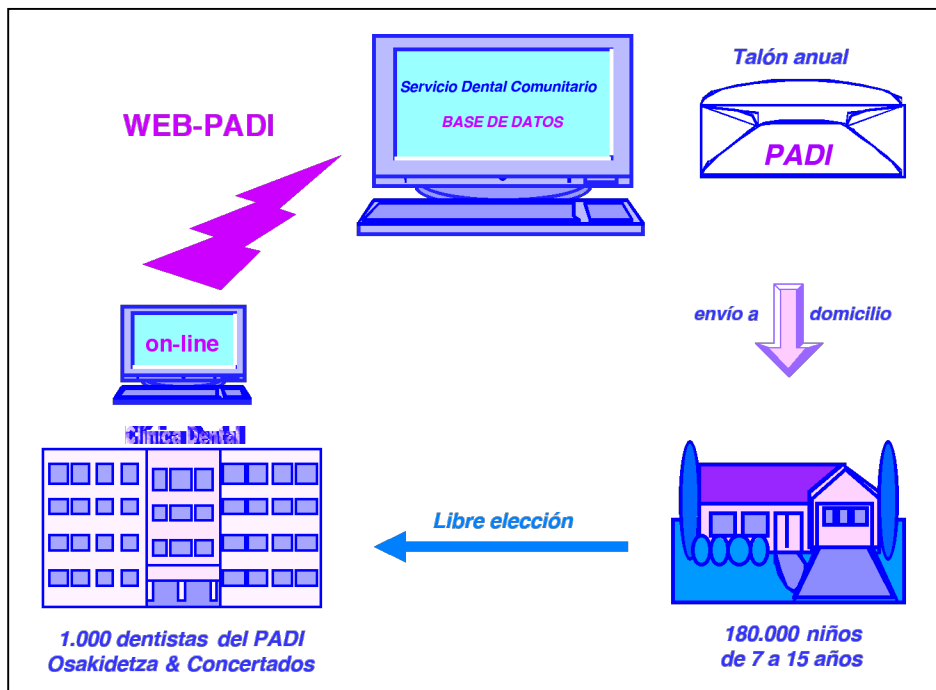 Servicio Dental Comunitario
BASE DE DATOS
Talón anual
PADI
WEB-PADI
envío a domicilio
on-line
Clínica Dental
Libre elección
1.000 dentistas del PADI
Osakidetza & Concertados
180.000 niños
de 7 a 15 años